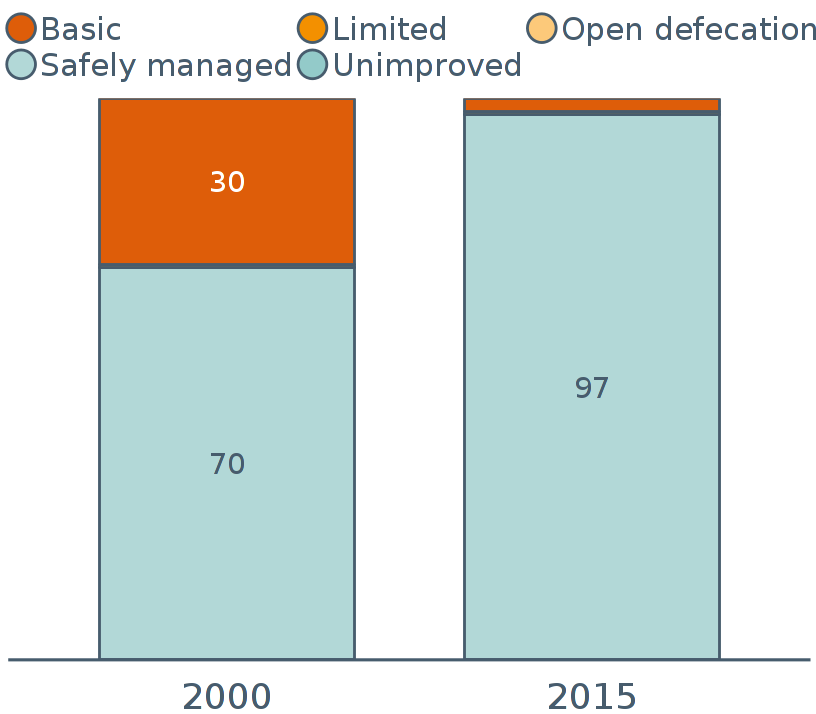 Basic Limited Open defecation
Safely managed Unimproved
30
97
70
2000 2015